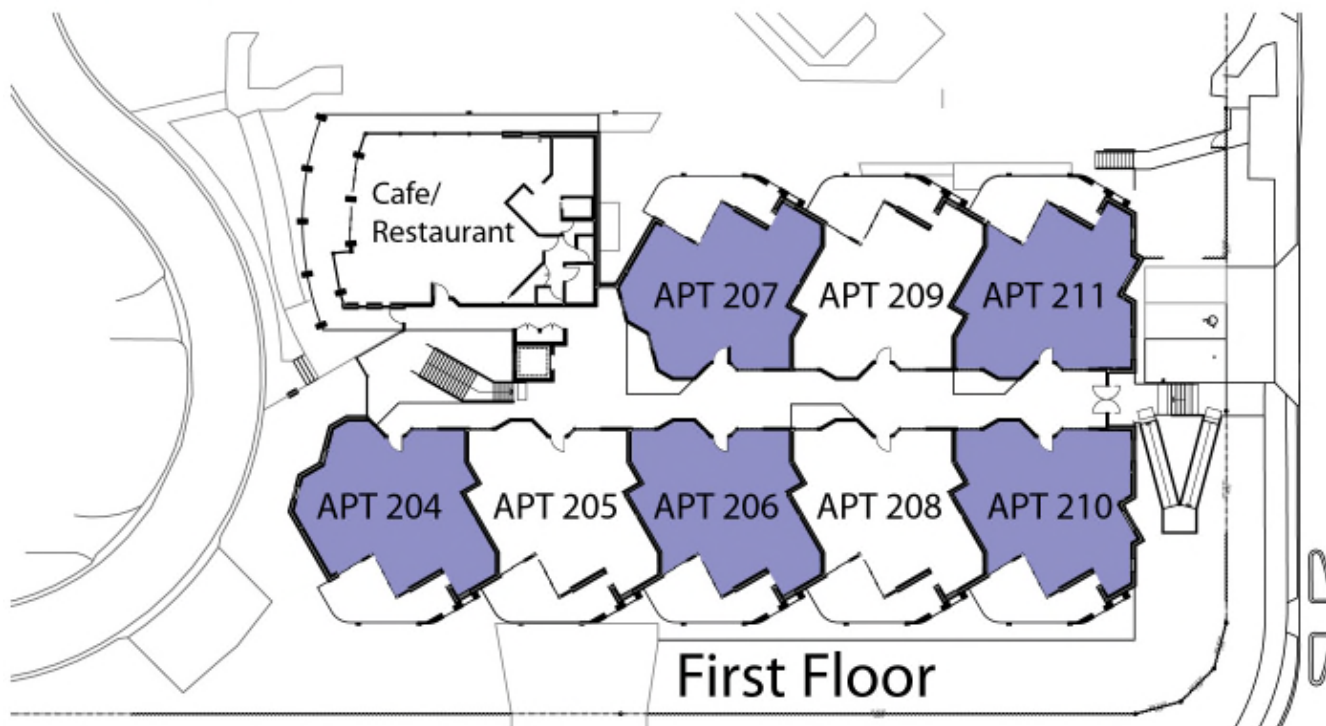 Cafe/
Restaurant
APT 207
APT 209
APT 211
APT 204
APT 205
APT 206
APT 208
APT 210
First Floor